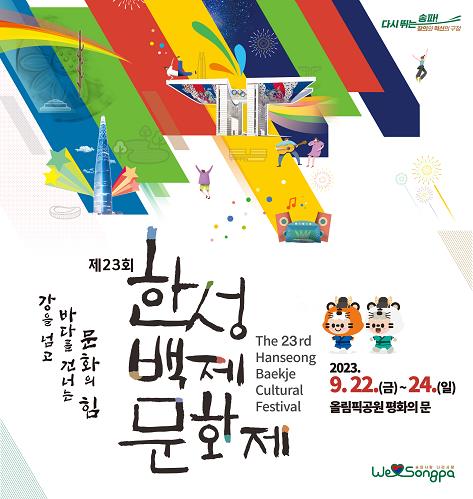 다시 뛰는 송파!
창의와 혁신의 구정
제23회
한성
백제
문화제
강을 넘고
바다를 건너는
문화의 힘
The 23rd
Hanseong
Baekje
Cultural
Festival
2023.
9. 22.(금) ~ 24.(일)
올림픽공원 평화의 문
We Songpa